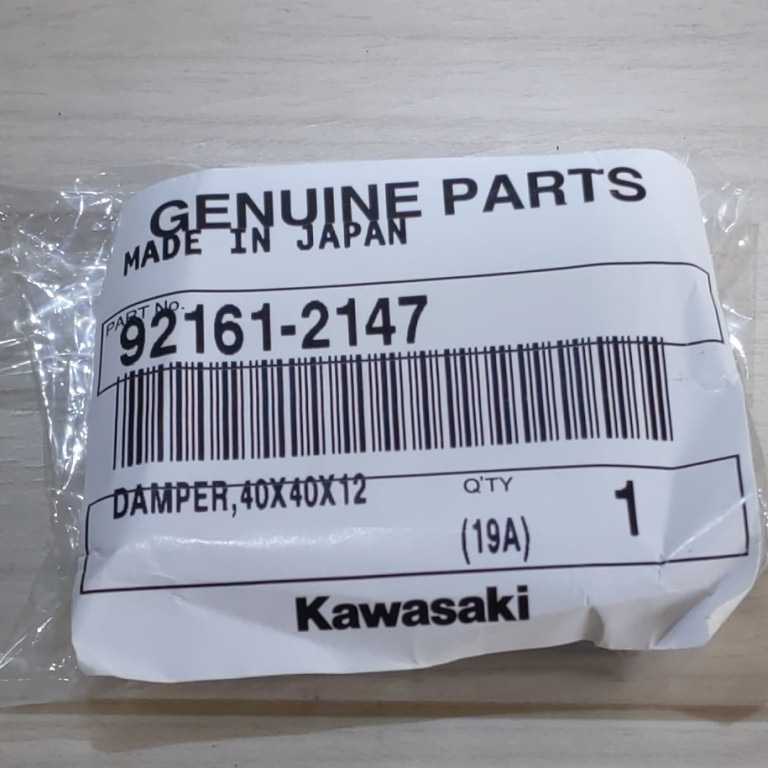 GENUINE PARTS
MADE IN JAPAN
PART No.
92161-2147
DAMPER,40X40X12
Q'TY
1
(19A)
Kawasaki